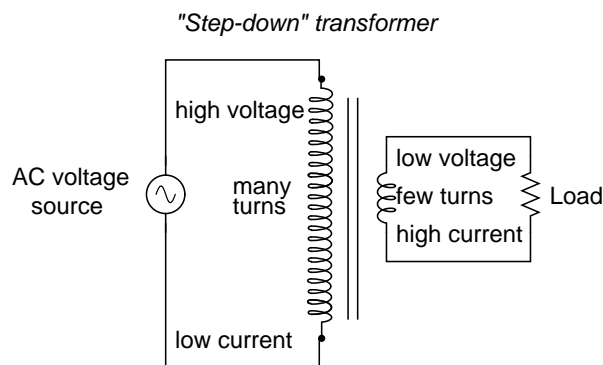 "Step-down" transformer
high voltage
AC voltage
source
many
turns
low current
low voltage
few turns
high current
Load